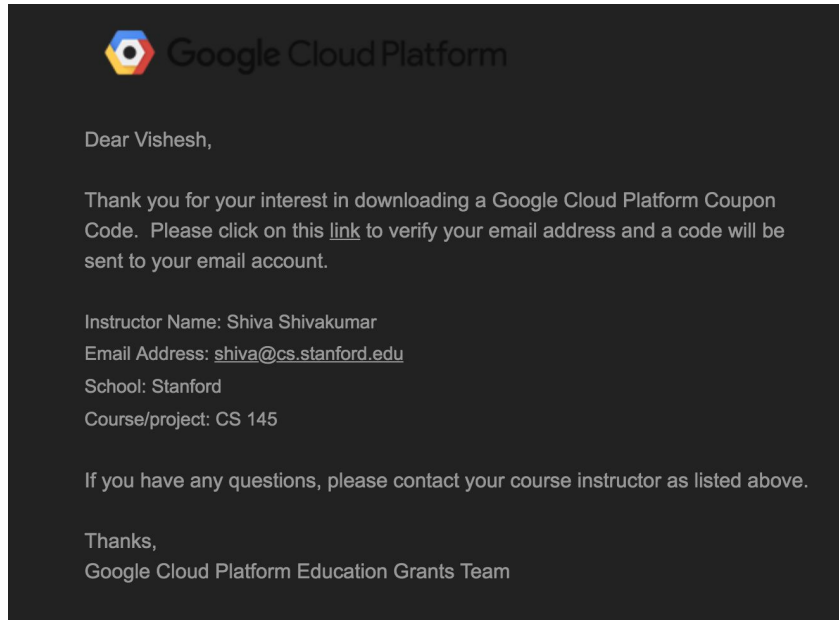 Google Cloud Platform
Dear Vishesh,
Thank you for your interest in downloading a Google Cloud Platform Coupon
Code.  Please click on this link to verify your email address and a code will be
sent to your email account.
Instructor Name: Shiva Shivakumar
Email Address: shiva@cs.stanford.edu
School: Stanford
Course/project: CS 145
If you have any questions, please contact your course instructor as listed above.
Thanks,
Google Cloud Platform Education Grants Team